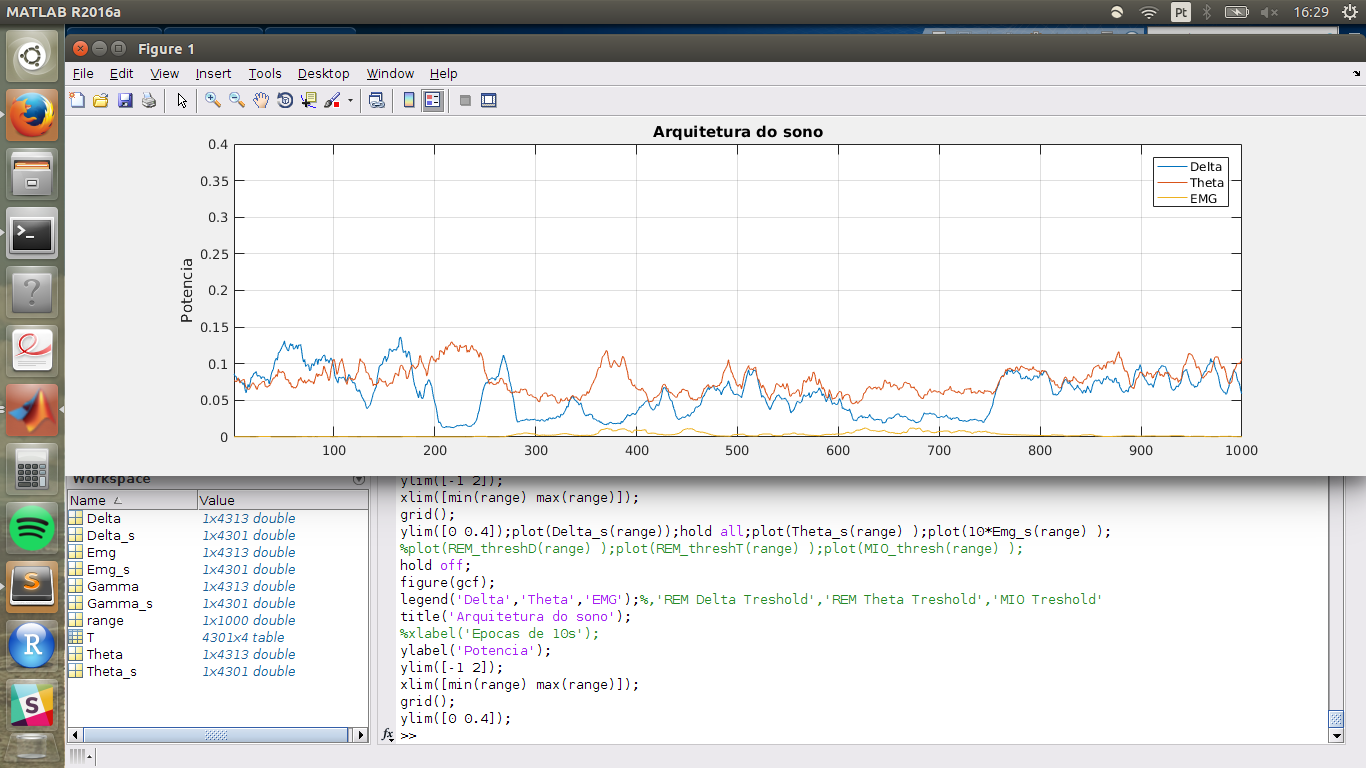 MATLAB R2016a
Pt
16:29
Figure 1
File Edit View Insert Tools Desktop Window Help
Arquitetura do sono
0.4
0.35
0.3
0.25
0.2
0.15
0.1
0.05
0
Potencia
Delta
Theta
EMG
100 200 300 400 500 600 700 800 900 1000
Workspace
Name Value
Delta 1x4313 double
Delta_s 1x4301 double
Emg 1x4313 double
Emg_s 1x4301 double
Gamma 1x4313 double
Gamma_s 1x4301 double
range 1x1000 double
T 4301x4 table
Theta 1x4313 double
Theta_s 1x4301 double
ylim([-1 2]);
xlim([min(range) max(range)]);
grid();
ylim([0 0.4]);plot(Delta_s(range));hold all;plot(Theta_s(range) );plot(10*Emg_s(range) );
%plot(REM_threshD(range) );plot(REM_threshT(range) );plot(MIO_thresh(range) );
hold off;
figure(gcf);
legend('Delta','Theta','EMG');%,'REM Delta Treshold','REM Theta Treshold','MIO Treshold'
title('Arquitetura do sono');
%xlabel('Epocas de 10s');
ylabel('Potencia');
ylim([-1 2]);
xlim([min(range) max(range)]);
grid();
ylim([0 0.4]);
fx >>